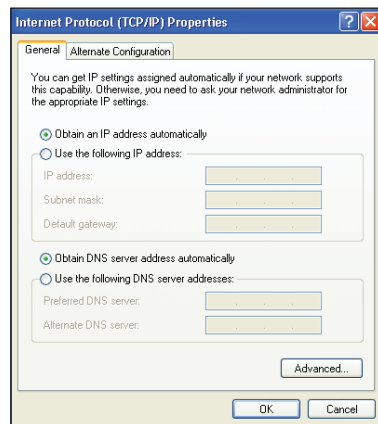 Internet Protocol (TCP/IP) Properties
General
Alternate Configuration
You can get IP settings assigned automatically if your network supports
this capability. Otherwise, you need to ask your network administrator for
the appropriate IP settings.
Obtain an IP address automatically
Use the following IP address:
IP address:
Subnet mask:
Default gateway:
Obtain DNS server address automatically
Use the following DNS server addresses:
Preferred DNS server:
Alternate DNS server:
Advanced...
OK
Cancel